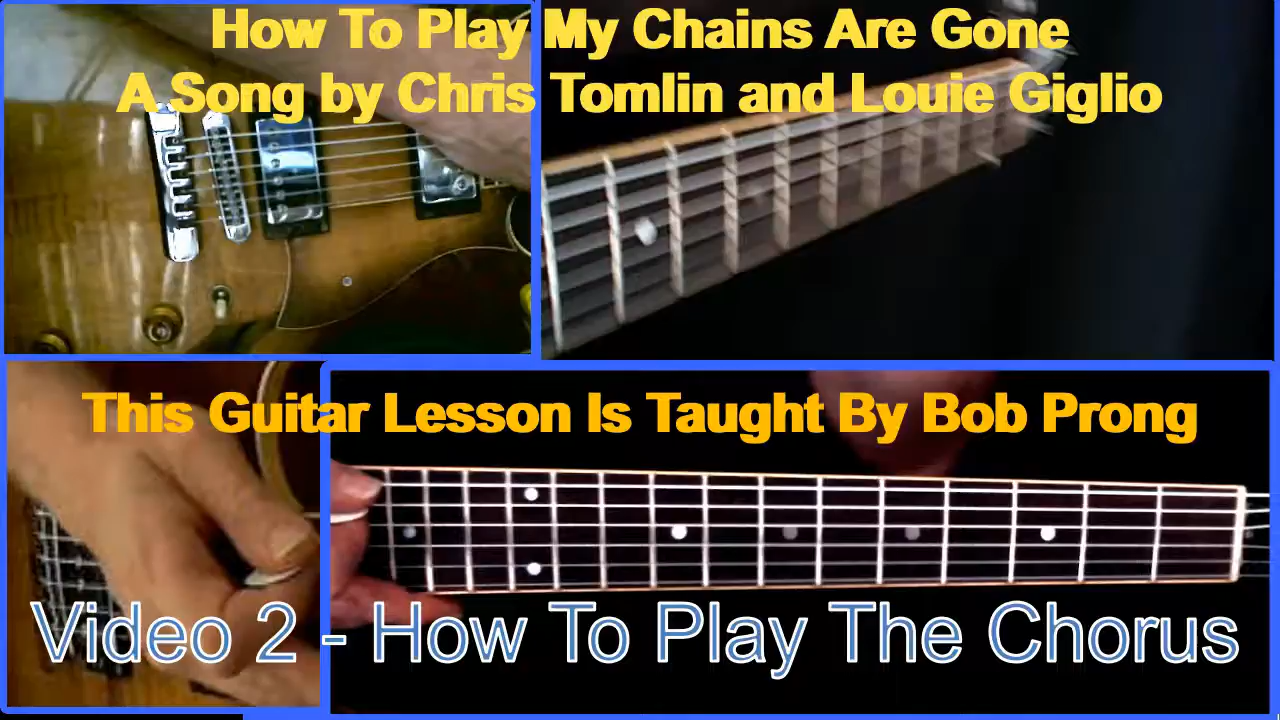 How To Play My Chains Are Gone
A Song by Chris Tomlin and Louie Giglio
This Guitar Lesson Is Taught By Bob Prong
Video 2 - How To Play The Chorus